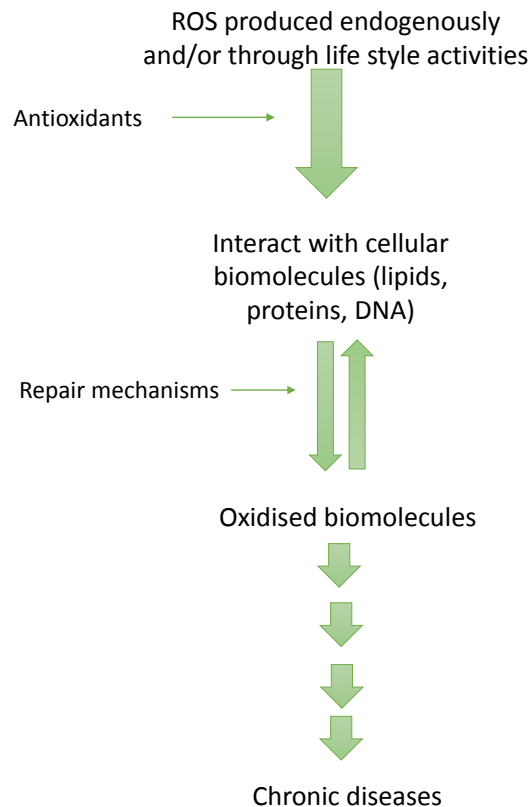 ROS produced endogenously
and/or through life style activities
Antioxidants
Interact with cellular
biomolecules (lipids,
proteins, DNA)
Repair mechanisms
Oxidised biomolecules
Chronic diseases